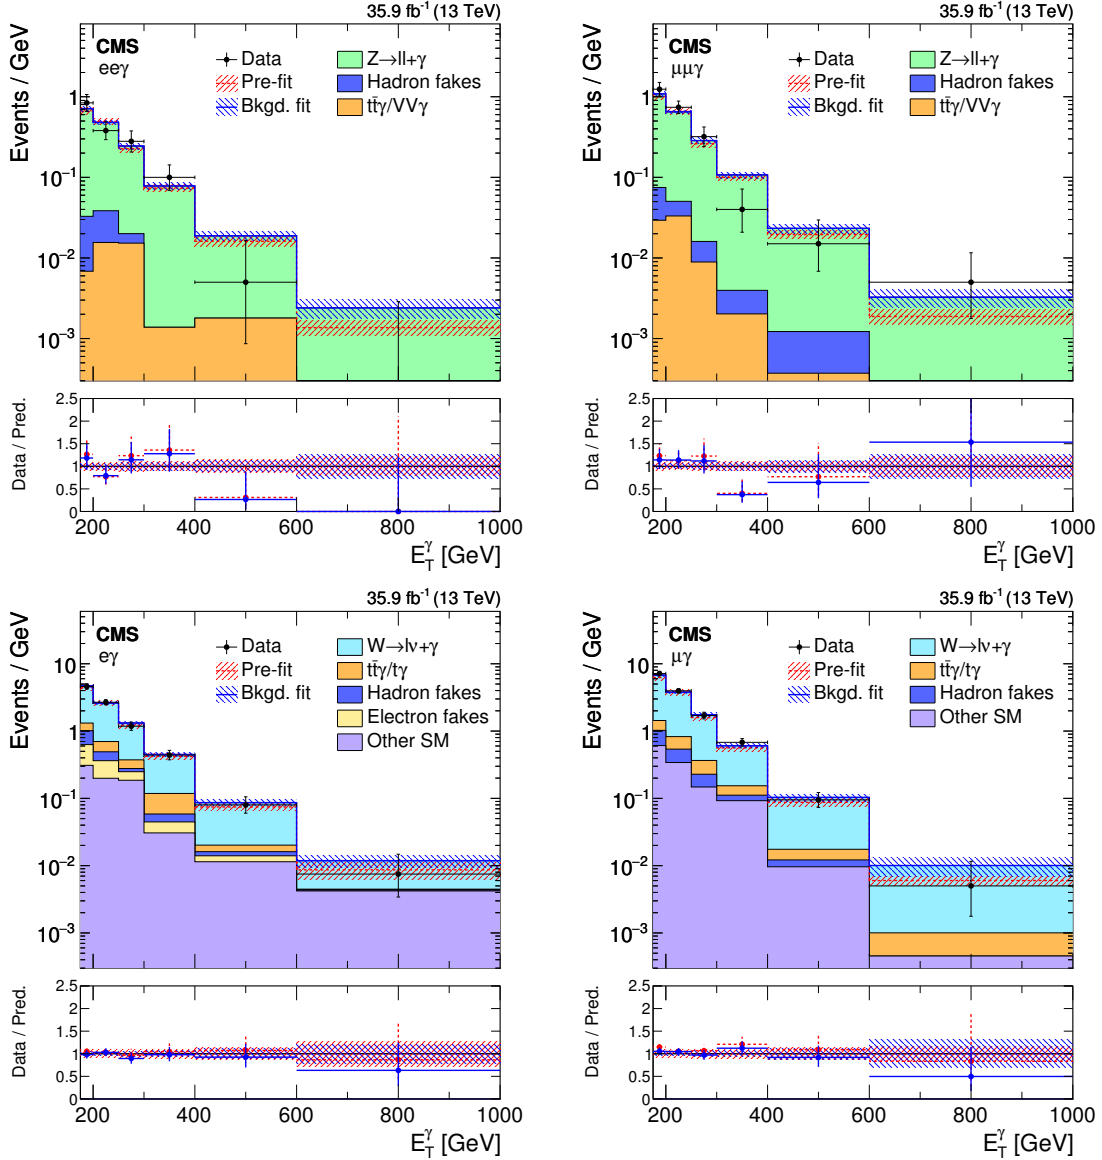 35.9 fb⁻¹ (13 TeV)
CMS
eeγ
Data
Pre-fit
Bkgd. fit
Z→ll+γ
Hadron fakes
tt̄γ/VVγ
Events / GeV
1
10⁻¹
10⁻²
10⁻³
Data / Pred.
2.5
2
1.5
1
0.5
0
200 400 600 800 1000
E_T^γ [GeV]
35.9 fb⁻¹ (13 TeV)
CMS
μμγ
Data
Pre-fit
Bkgd. fit
Z→ll+γ
Hadron fakes
tt̄γ/VVγ
Events / GeV
1
10⁻¹
10⁻²
10⁻³
Data / Pred.
2.5
2
1.5
1
0.5
0
200 400 600 800 1000
E_T^γ [GeV]
35.9 fb⁻¹ (13 TeV)
CMS
eγ
Data
Pre-fit
Bkgd. fit
W→lν+γ
tt̄γ/tγ
Hadron fakes
Electron fakes
Other SM
Events / GeV
10
1
10⁻¹
10⁻²
10⁻³
Data / Pred.
2.5
2
1.5
1
0.5
0
200 400 600 800 1000
E_T^γ [GeV]
35.9 fb⁻¹ (13 TeV)
CMS
μγ
Data
Pre-fit
Bkgd. fit
W→lν+γ
tt̄γ/tγ
Hadron fakes
Other SM
Events / GeV
10
1
10⁻¹
10⁻²
10⁻³
Data / Pred.
2.5
2
1.5
1
0.5
0
200 400 600 800 1000
E_T^γ [GeV]